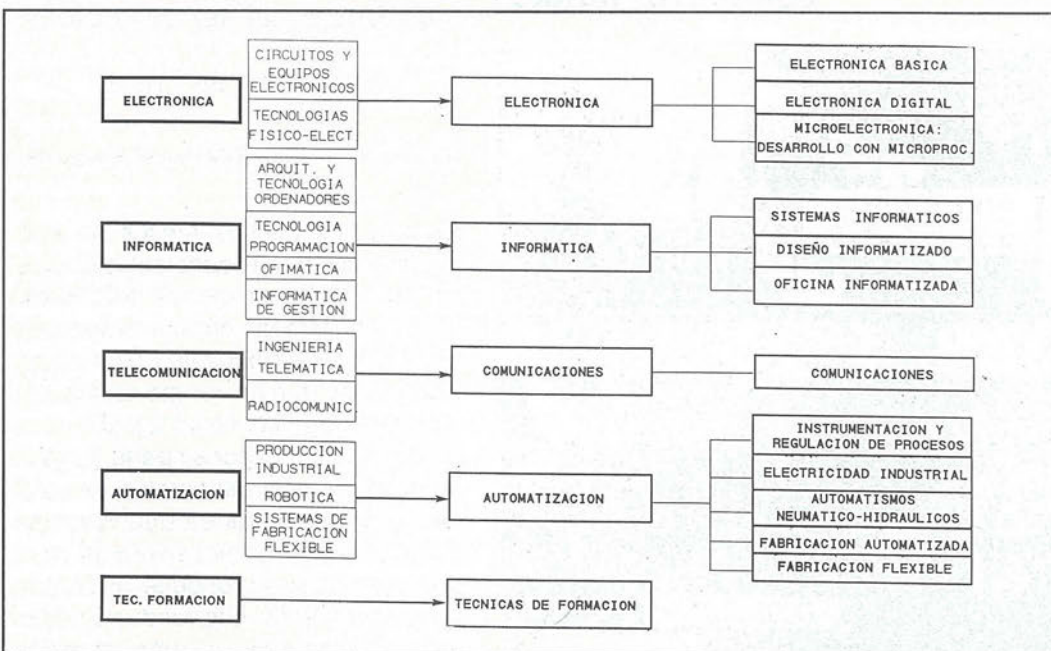 ELECTRONICA
CIRCUITOS Y
EQUIPOS
ELECTRONICOS
TECNOLOGIAS
FISICO-ELECT
ELECTRONICA
ELECTRONICA BASICA
ELECTRONICA DIGITAL
MICROELECTRONICA:
DESARROLLO CON MICROPROC.
INFORMATICA
ARQUIT. Y
TECNOLOGIA
ORDENADORES
TECNOLOGIA
PROGRAMACION
OFIMATICA
INFORMATICA
DE GESTION
INFORMATICA
SISTEMAS INFORMATICOS
DISEÑO INFORMATIZADO
OFICINA INFORMATIZADA
TELECOMUNICACION
INGENIERIA
TELEMATICA
RADIOCOMUNIC.
COMUNICACIONES
COMUNICACIONES
AUTOMATIZACION
PRODUCCION
INDUSTRIAL
ROBOTICA
SISTEMAS DE
FABRICACION
FLEXIBLE
AUTOMATIZACION
INSTRUMENTACION Y
REGULACION DE PROCESOS
ELECTRICIDAD INDUSTRIAL
AUTOMATISMOS
NEUMATICO-HIDRAULICOS
FABRICACION AUTOMATIZADA
FABRICACION FLEXIBLE
TEC. FORMACION
TECNICAS DE FORMACION